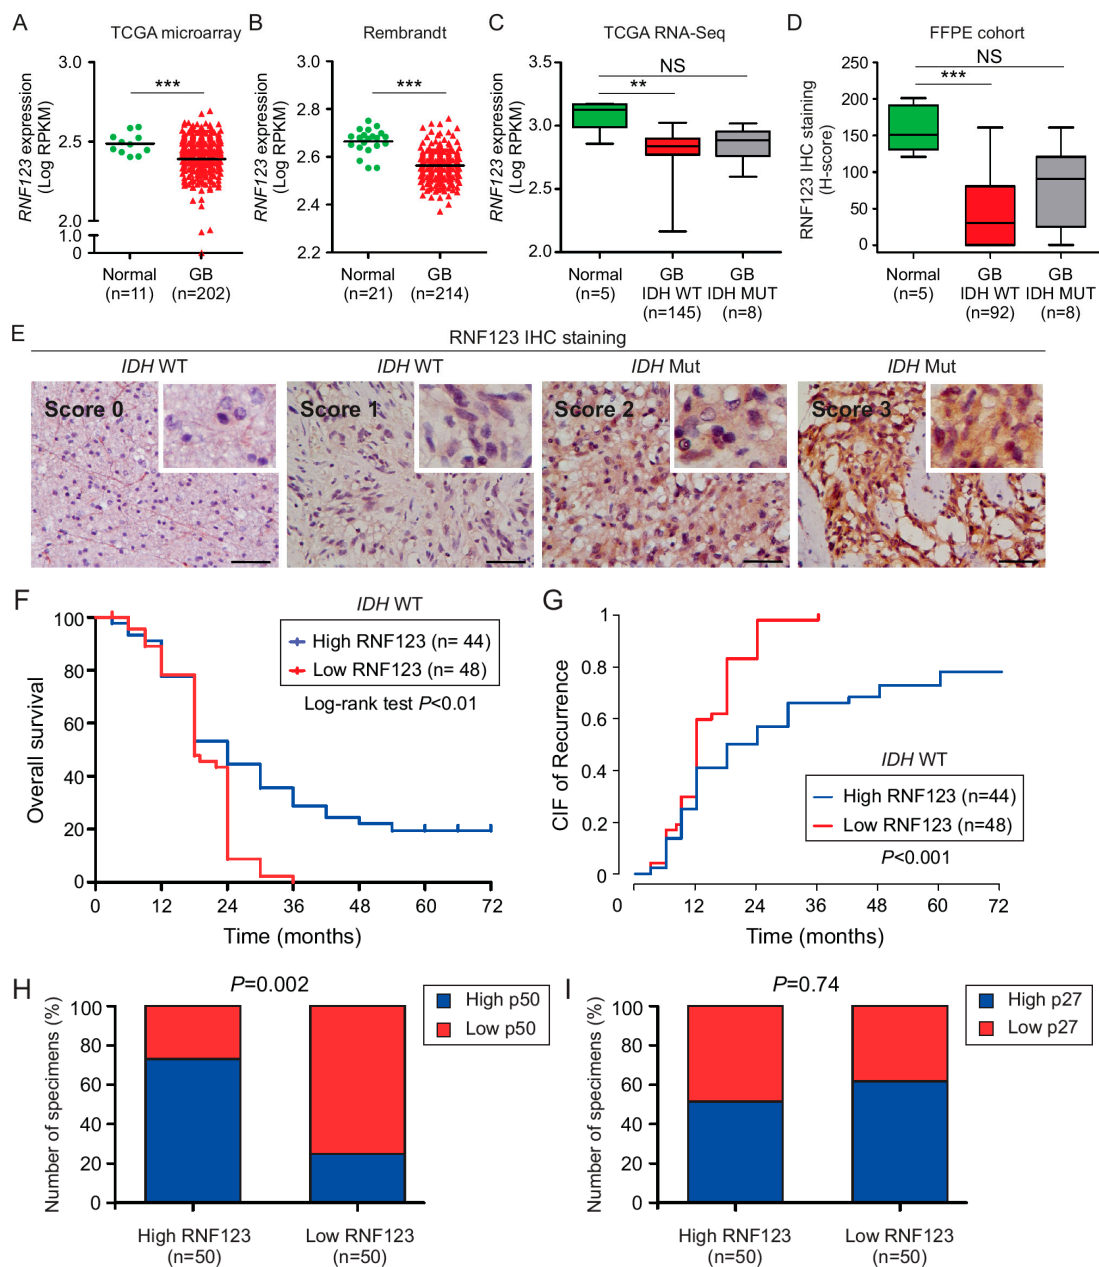 A
TCGA microarray
RNF123 expression
(Log RPKM)
3.0
2.5
2.0
1.0
0
***
Normal
(n=11)
GB
(n=202)
B
Rembrandt
RNF123 expression
(Log RPKM)
3.0
2.8
2.6
2.4
2.2
***
Normal
(n=21)
GB
(n=214)
C
TCGA RNA-Seq
RNF123 expression
(Log RPKM)
3.5
3.0
2.5
2.0
NS
**
Normal
(n=5)
GB
IDH WT
(n=145)
GB
IDH MUT
(n=8)
D
FFPE cohort
RNF123 IHC staining
(H-score)
250
200
150
100
50
0
NS
***
Normal
(n=5)
GB
IDH WT
(n=92)
GB
IDH MUT
(n=8)
E
RNF123 IHC staining
IDH WT
IDH WT
IDH Mut
IDH Mut
Score 0
Score 1
Score 2
Score 3
F
IDH WT
High RNF123 (n= 44)
Low RNF123 (n= 48)
Log-rank test P<0.01
Overall survival
100
80
60
40
20
0
0 12 24 36 48 60 72
Time (months)
G
CIF of Recurrence
1
0.8
0.6
0.4
0.2
0
IDH WT
High RNF123 (n=44)
Low RNF123 (n=48)
P<0.001
0 12 24 36 48 60 72
Time (months)
H
P=0.002
High p50
Low p50
Number of specimens (%)
100
80
60
40
20
0
High RNF123
(n=50)
Low RNF123
(n=50)
I
P=0.74
High p27
Low p27
Number of specimens (%)
100
80
60
40
20
0
High RNF123
(n=50)
Low RNF123
(n=50)